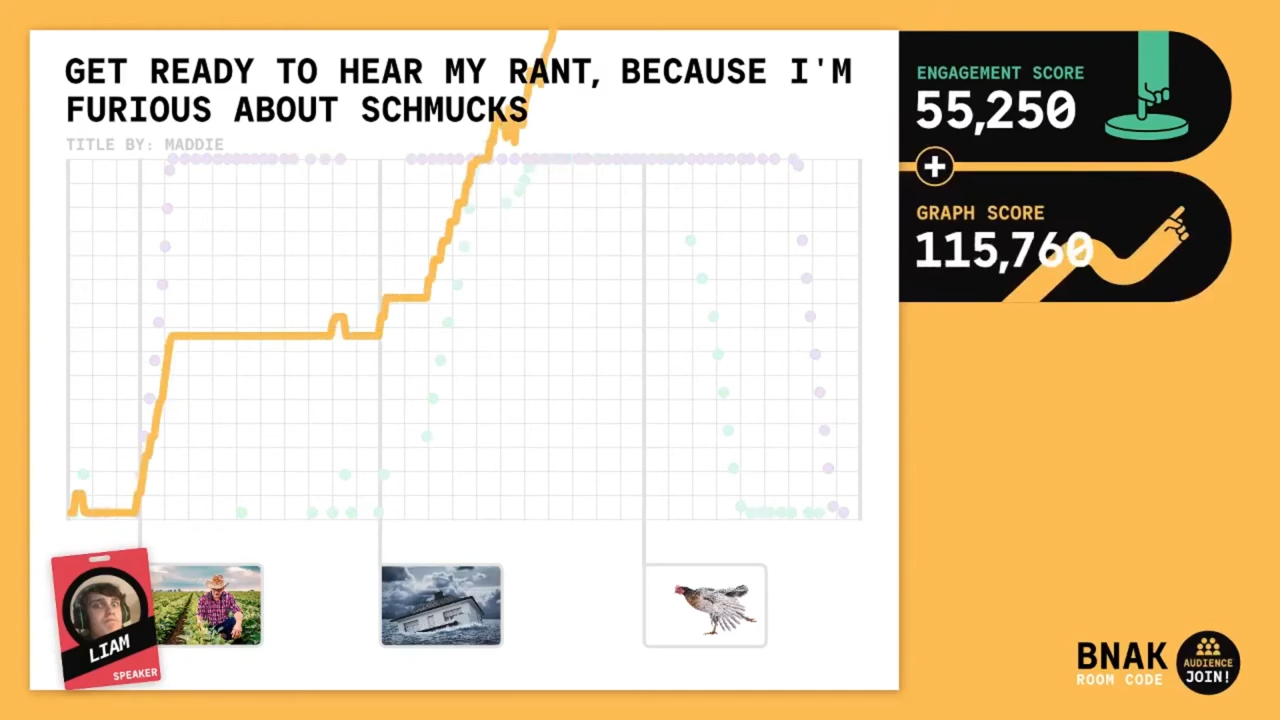 GET READY TO HEAR MY RANT, BECAUSE I'M
FURIOUS ABOUT SCHMUCKS
TITLE BY: MADDIE
ENGAGEMENT SCORE
55,250
+
GRAPH SCORE
115,760
LIAM
SPEAKER
BNAK
ROOM CODE
AUDIENCE
JOIN!